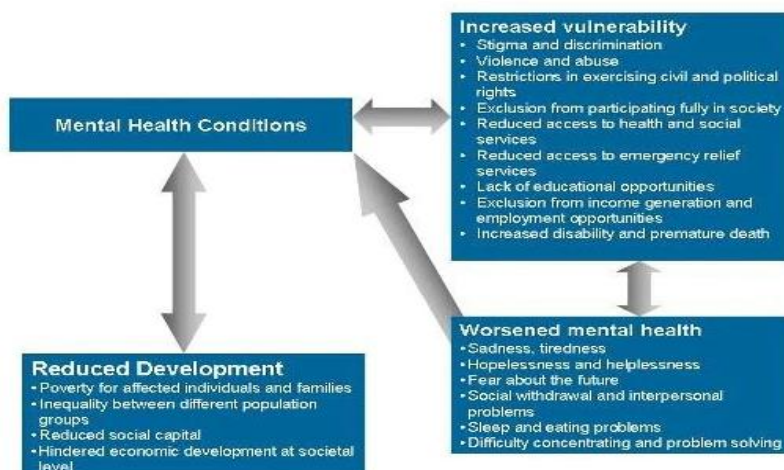 Mental Health Conditions
Increased vulnerability
• Stigma and discrimination
• Violence and abuse
• Restrictions in exercising civil and political
rights
• Exclusion from participating fully in society
• Reduced access to health and social
services
• Reduced access to emergency relief
services
• Lack of educational opportunities
• Exclusion from income generation and
employment opportunities
• Increased disability and premature death
Reduced Development
• Poverty for affected individuals and families
• Inequality between different population
groups
• Reduced social capital
• Hindered economic development at societal
level
Worsened mental health
• Sadness, tiredness
• Hopelessness and helplessness
• Fear about the future
• Social withdrawal and interpersonal
problems
• Sleep and eating problems
• Difficulty concentrating and problem solving